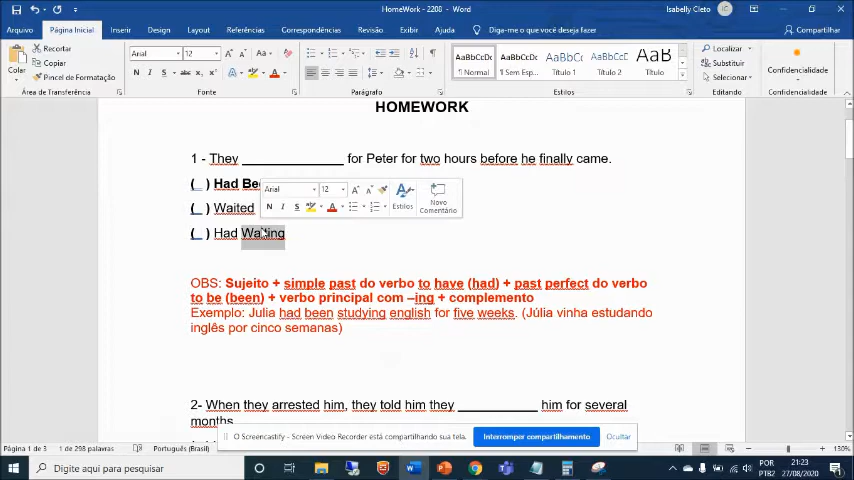 HomeWork - 2208 - Word
Isabelly Cleto
IC
Arquivo
Página Inicial
Inserir
Design
Layout
Referências
Correspondências
Revisão
Exibir
Ajuda
Diga-me o que você deseja fazer
Compartilhar
Colar
Recortar
Copiar
Pincel de Formatação
Área de Transferência
Arial
12
Fonte
Parágrafo
AaBbCcDc
¶ Normal
AaBbCcDc
¶ Sem Esp...
AaBbCc
Título 1
AaBbCcC
Título 2
AaB
Título
Estilos
Localizar
Substituir
Selecionar
Edição
Confidencialidade
Confidencialidade
HOMEWORK
1 - They ______________ for Peter for two hours before he finally came.
(_ ) Had Bee
(_ ) Waited
(_ ) Had Waiting
Arial
12
N I S
Estilos
Novo
Comentário
OBS: Sujeito + simple past do verbo to have (had) + past perfect do verbo
to be (been) + verbo principal com –ing + complemento
Exemplo: Julia had been studying english for five weeks. (Júlia vinha estudando
inglês por cinco semanas)
2- When they arrested him, they told him they ___________ him for several
months.
O Screencastify - Screen Video Recorder está compartilhando sua tela.
Interromper compartilhamento
Ocultar
Página 1 de 3
1 de 298 palavras
Português (Brasil)
130%
Digite aqui para pesquisar
POR
PTB2
21:23
27/08/2020